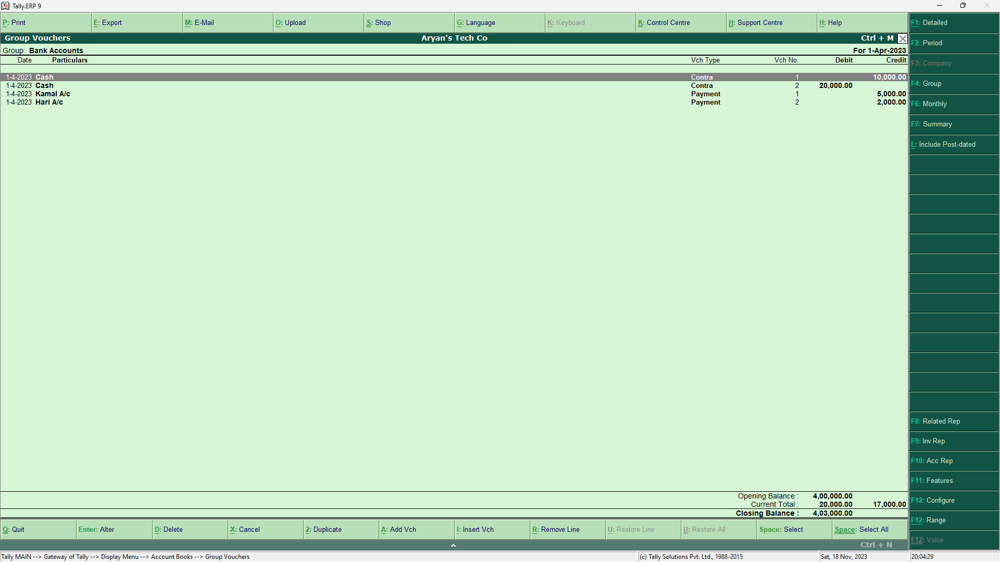 Tally.ERP 9
P: Print E: Export M: E-Mail O: Upload S: Shop G: Language K: Keyboard K: Control Centre H: Support Centre H: Help
Group Vouchers Aryan's Tech Co Ctrl + M
Group: Bank Accounts For 1-Apr-2023
Date Particulars Vch Type Vch No. Debit Credit
1-4-2023 Cash Contra 1 10,000.00
1-4-2023 Cash Contra 2 20,000.00
1-4-2023 Kamal A/c Payment 1 5,000.00
1-4-2023 Hari A/c Payment 2 2,000.00
Opening Balance : 4,00,000.00
Current Total : 20,000.00 17,000.00
Closing Balance : 4,03,000.00
Q: Quit Enter: Alter D: Delete X: Cancel 2: Duplicate A: Add Vch I: Insert Vch R: Remove Line U: Restore Line U: Restore All Space: Select Space: Select All
Ctrl + N
F1: Detailed
F2: Period
F3: Company
F4: Group
F6: Monthly
F7: Summary
L: Include Post-dated
F8: Related Rep
F9: Inv Rep
F10: Acc Rep
F11: Features
F12: Configure
F12: Range
F12: Value
Tally MAIN --> Gateway of Tally --> Display Menu --> Account Books --> Group Vouchers (c) Tally Solutions Pvt. Ltd., 1988-2015 Sat, 18 Nov, 2023 20:04:29